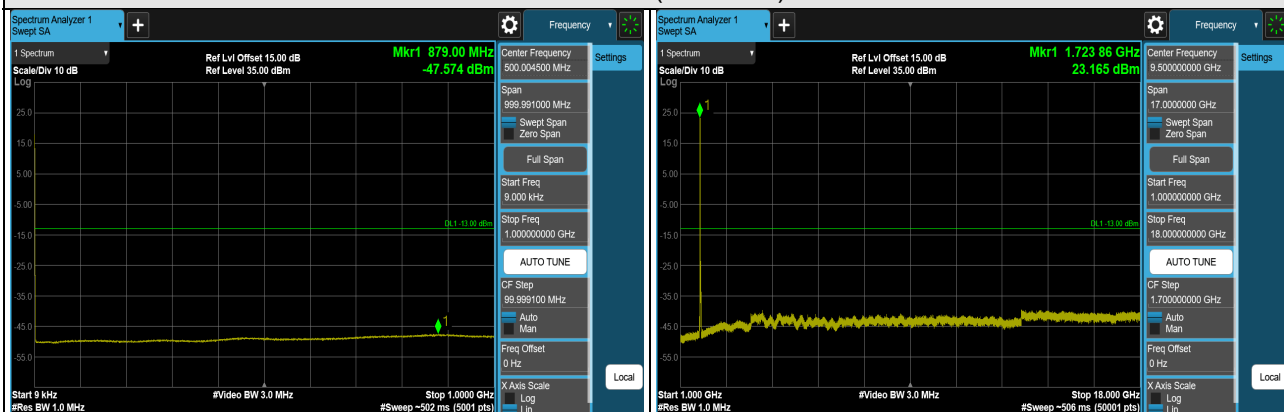 Spectrum Analyzer 1
Swept SA
+
Frequency
1 Spectrum
Scale/Div 10 dB
Log
Ref Lvl Offset 15.00 dB
Ref Level 35.00 dBm
Mkr1 879.00 MHz
-47.574 dBm
25.0
15.0
5.00
-5.00
-15.0
-25.0
-35.0
-45.0
-55.0
1
DL1 -13.00 dBm
1
Start 9 kHz
#Res BW 1.0 MHz
#Video BW 3.0 MHz
Stop 1.0000 GHz
#Sweep ~502 ms (5001 pts)
Center Frequency
500.004500 MHz
Settings
Span
999.991000 MHz
Swept Span
Zero Span
Full Span
Start Freq
9.000 kHz
Stop Freq
1.000000000 GHz
AUTO TUNE
CF Step
99.999100 MHz
Auto
Man
Freq Offset
0 Hz
X Axis Scale
Log
Lin
Local
Spectrum Analyzer 1
Swept SA
+
Frequency
1 Spectrum
Scale/Div 10 dB
Log
Ref Lvl Offset 15.00 dB
Ref Level 35.00 dBm
Mkr1 1.723 86 GHz
23.165 dBm
1
25.0
15.0
5.00
-5.00
-15.0
-25.0
-35.0
-45.0
-55.0
DL1 -13.00 dBm
Start 1.000 GHz
#Res BW 1.0 MHz
#Video BW 3.0 MHz
Stop 18.000 GHz
#Sweep ~506 ms (50001 pts)
Center Frequency
9.500000000 GHz
Settings
Span
17.0000000 GHz
Swept Span
Zero Span
Full Span
Start Freq
1.000000000 GHz
Stop Freq
18.000000000 GHz
AUTO TUNE
CF Step
1.700000000 GHz
Auto
Man
Freq Offset
0 Hz
X Axis Scale
Log
Lin
Local